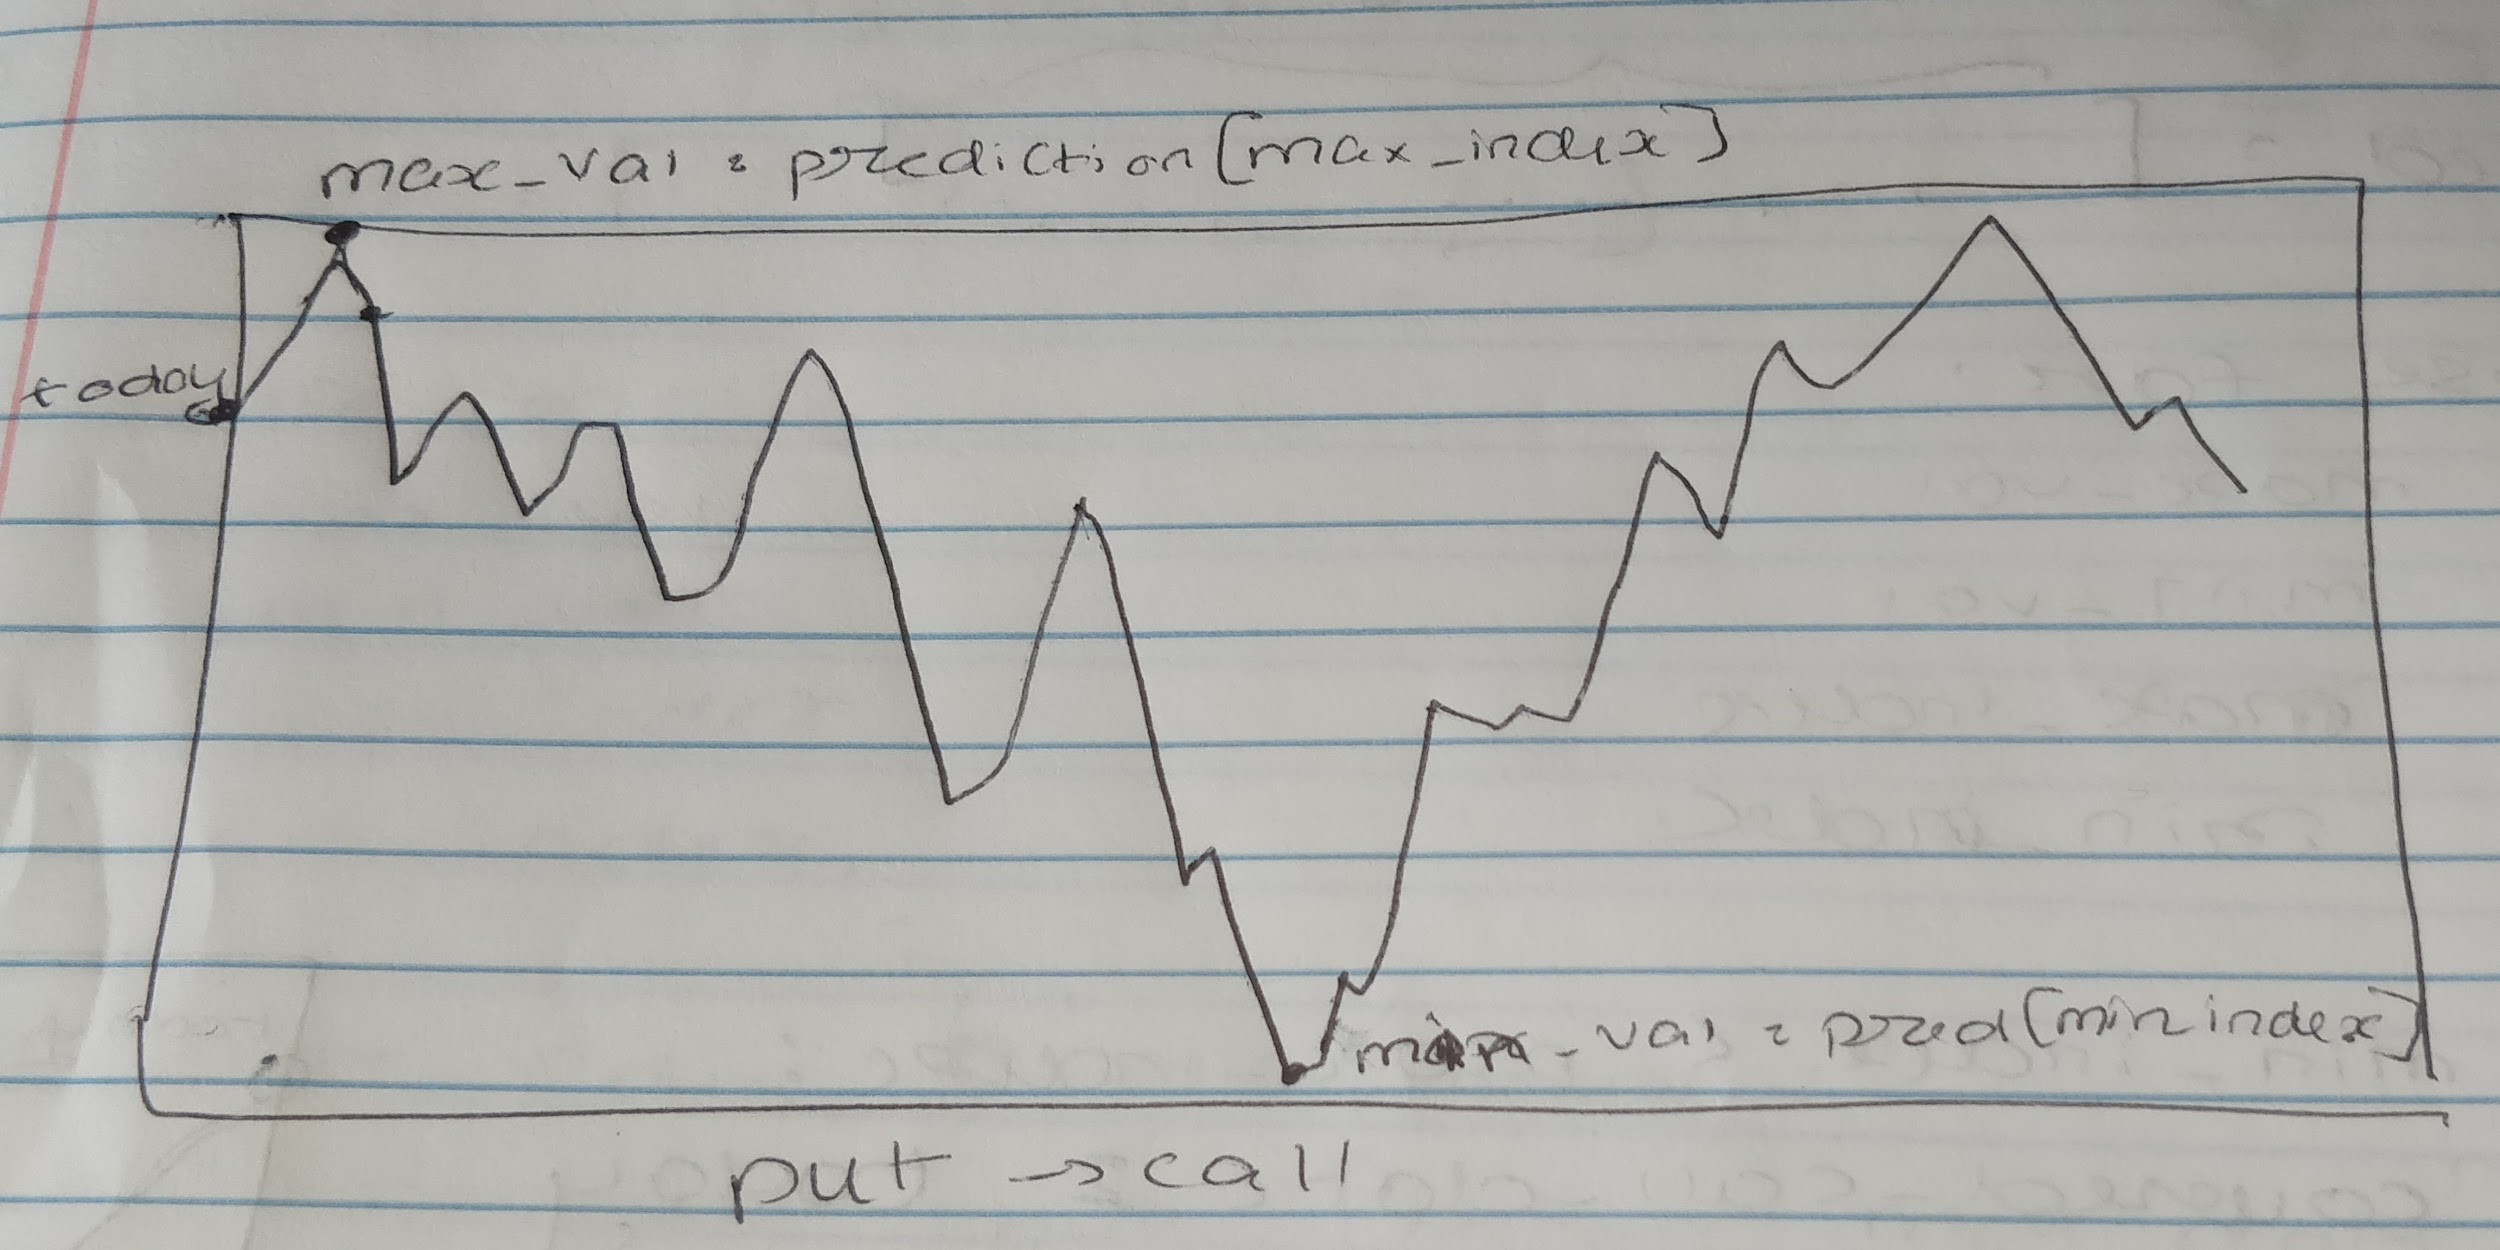 max_val = prediction[max_index]
today
min_val = pred[min index]
put → call